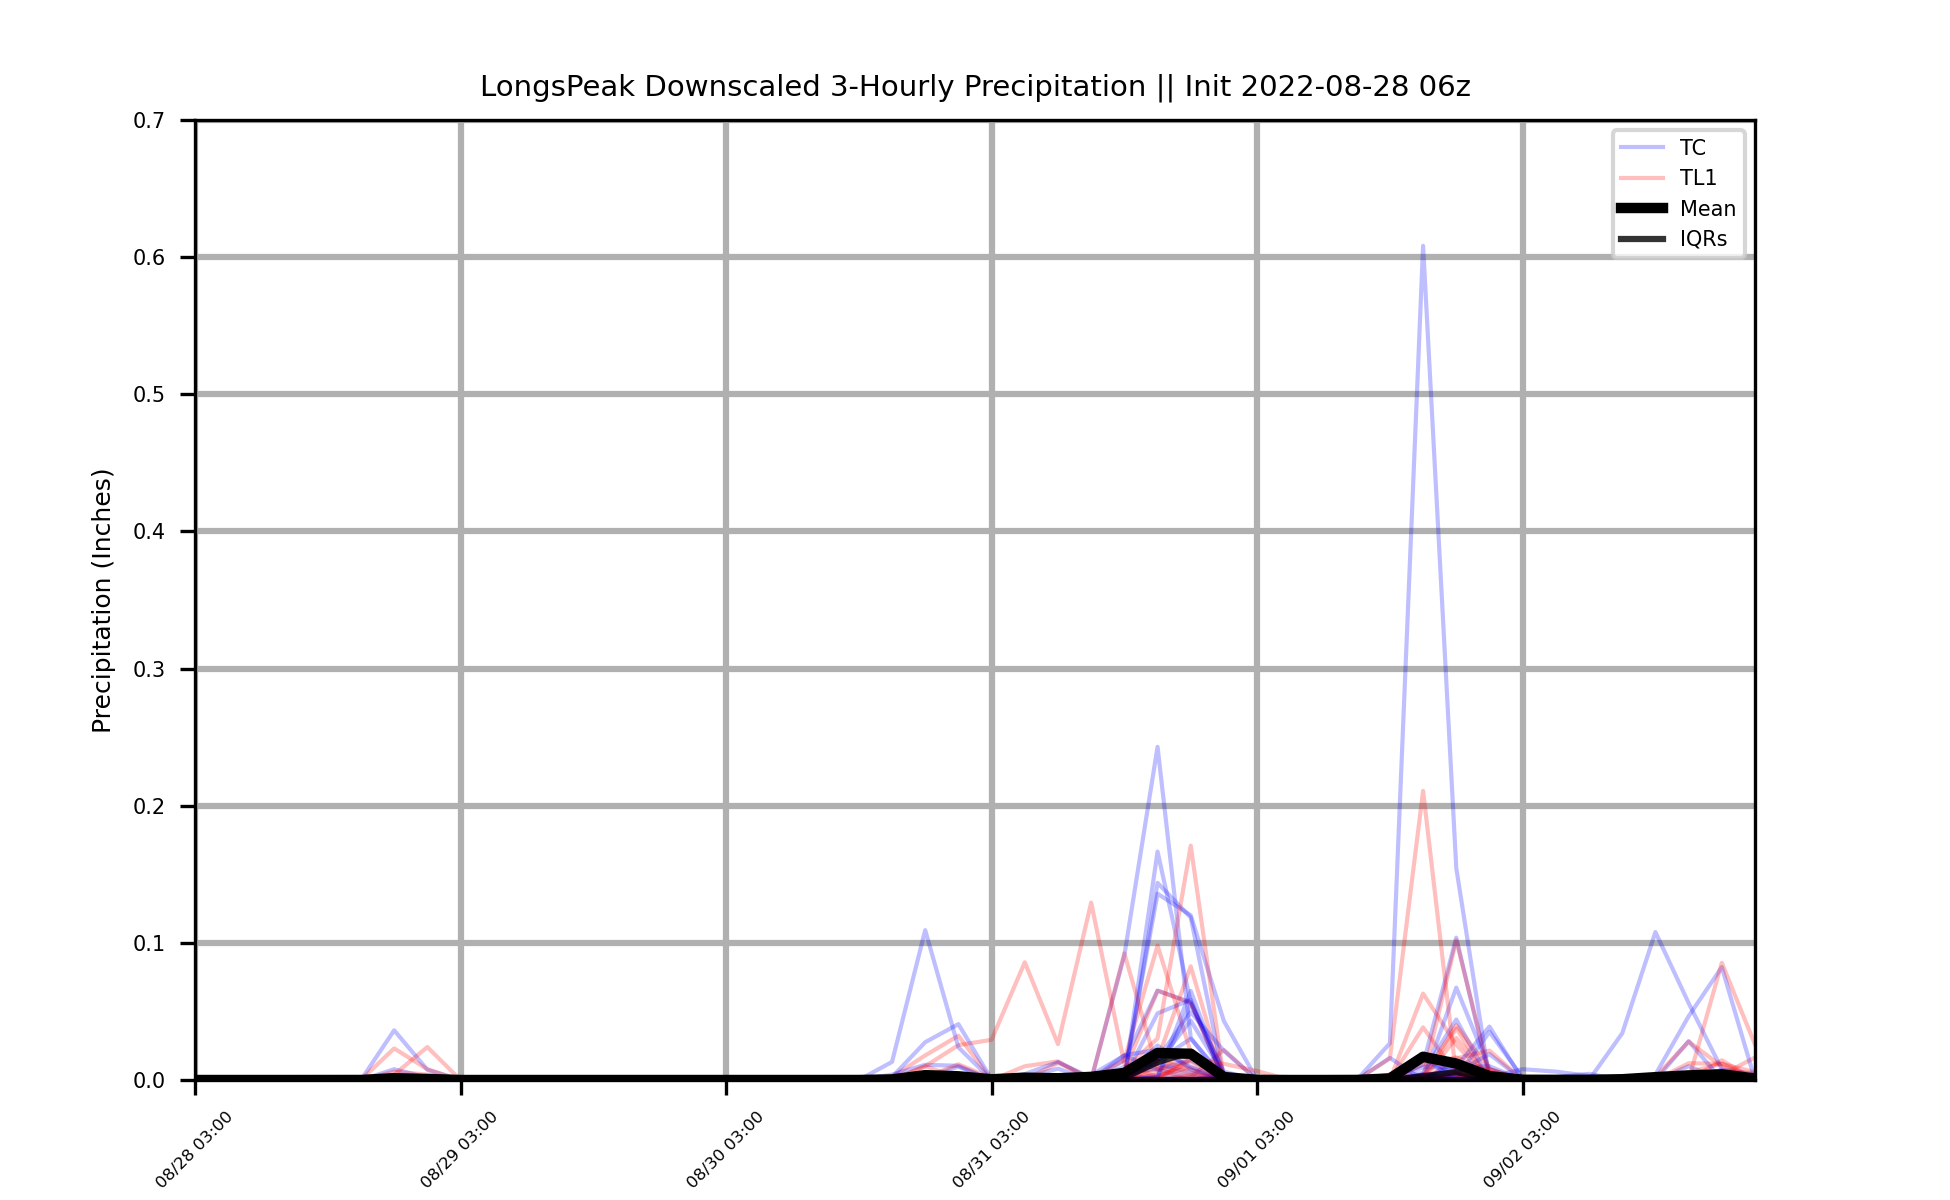 LongsPeak Downscaled 3-Hourly Precipitation || Init 2022-08-28 06z
TC
TL1
Mean
IQRs
Precipitation (Inches)
0.7
0.6
0.5
0.4
0.3
0.2
0.1
0.0
08/28 03:00
08/29 03:00
08/30 03:00
08/31 03:00
09/01 03:00
09/02 03:00